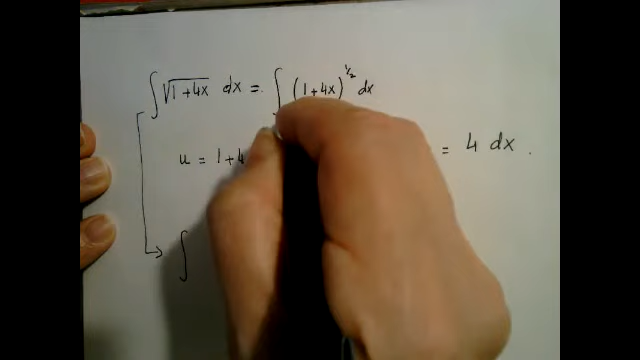 ∫ √(1+4x) dx = ∫ (1+4x)^½ dx
u = 1+4 = 4 dx .
∫